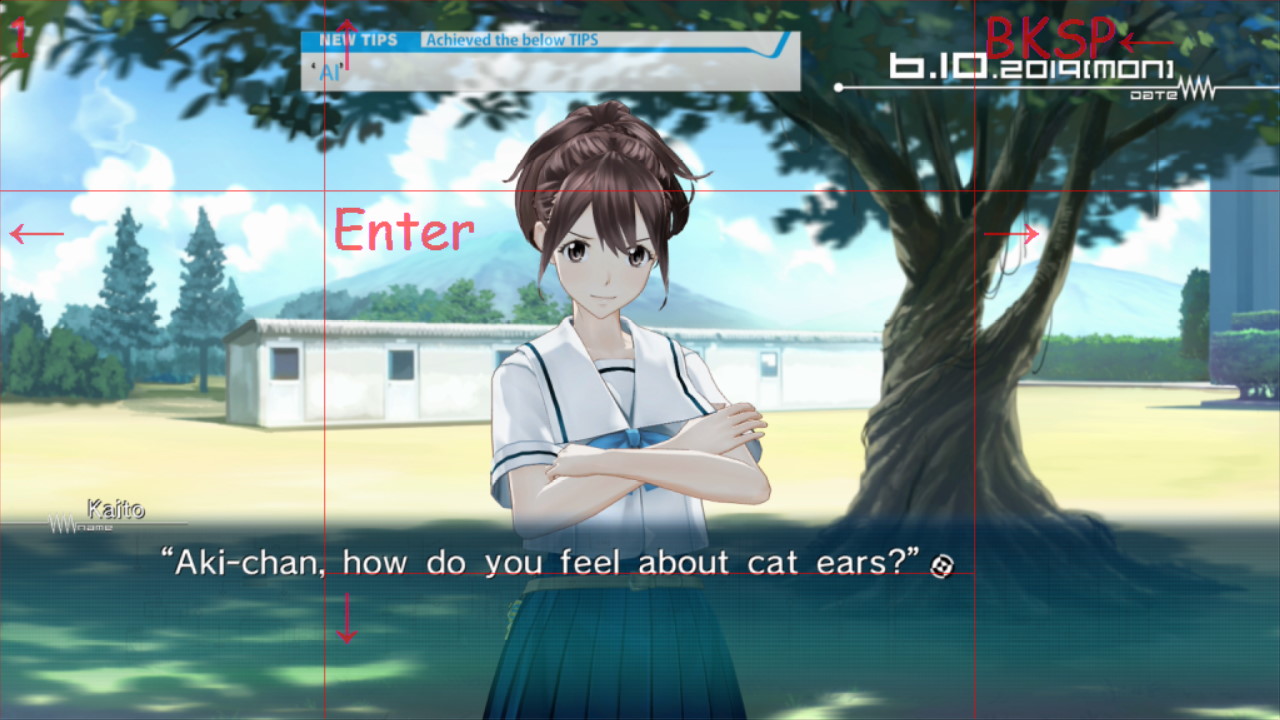 1
NEW TIPS Achieved the below TIPS
‘AI’
BKSP←
6.10.2019[MON]
DATE
Enter
Kaito
name
“Aki-chan, how do you feel about cat ears?”